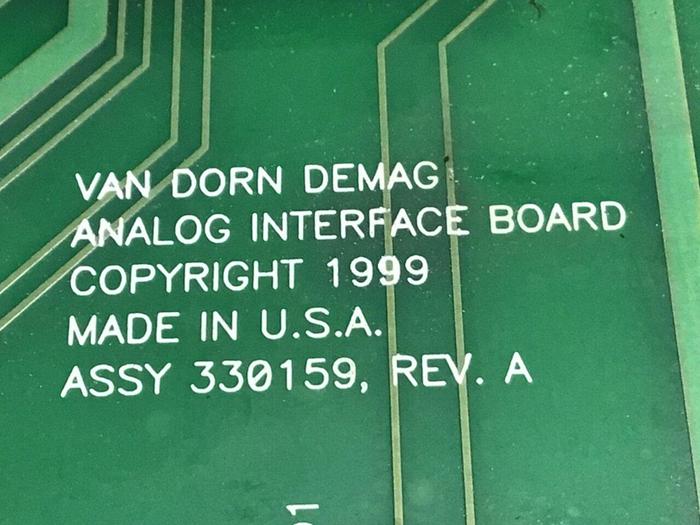 VAN DORN DEMAG
ANALOG INTERFACE BOARD
COPYRIGHT 1999
MADE IN U.S.A.
ASSY 330159, REV. A